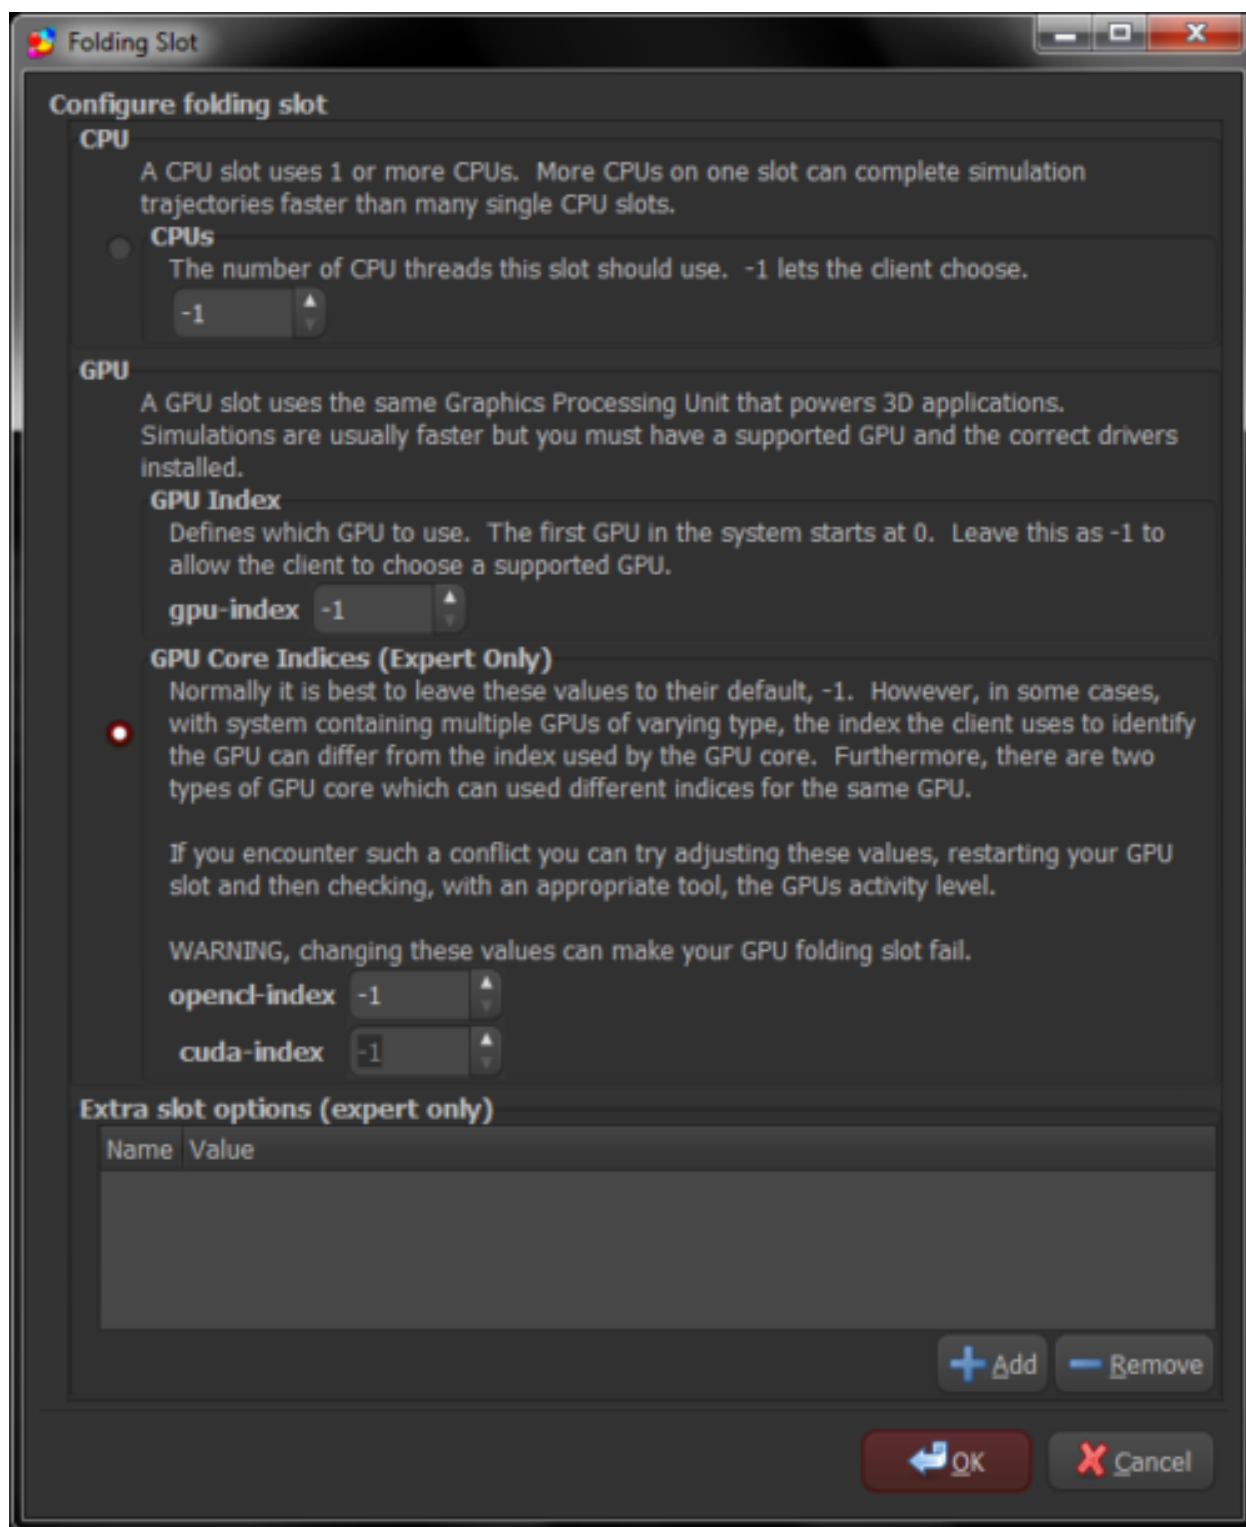 Folding Slot
Configure folding slot
CPU
A CPU slot uses 1 or more CPUs.  More CPUs on one slot can complete simulation
trajectories faster than many single CPU slots.
CPUs
The number of CPU threads this slot should use.  -1 lets the client choose.
-1
GPU
A GPU slot uses the same Graphics Processing Unit that powers 3D applications.
Simulations are usually faster but you must have a supported GPU and the correct drivers
installed.
GPU Index
Defines which GPU to use.  The first GPU in the system starts at 0.  Leave this as -1 to
allow the client to choose a supported GPU.
gpu-index -1
GPU Core Indices (Expert Only)
Normally it is best to leave these values to their default, -1.  However, in some cases,
with system containing multiple GPUs of varying type, the index the client uses to identify
the GPU can differ from the index used by the GPU core.  Furthermore, there are two
types of GPU core which can used different indices for the same GPU.
If you encounter such a conflict you can try adjusting these values, restarting your GPU
slot and then checking, with an appropriate tool, the GPUs activity level.
WARNING, changing these values can make your GPU folding slot fail.
opencl-index -1
cuda-index -1
Extra slot options (expert only)
Name Value
Add Remove
OK Cancel